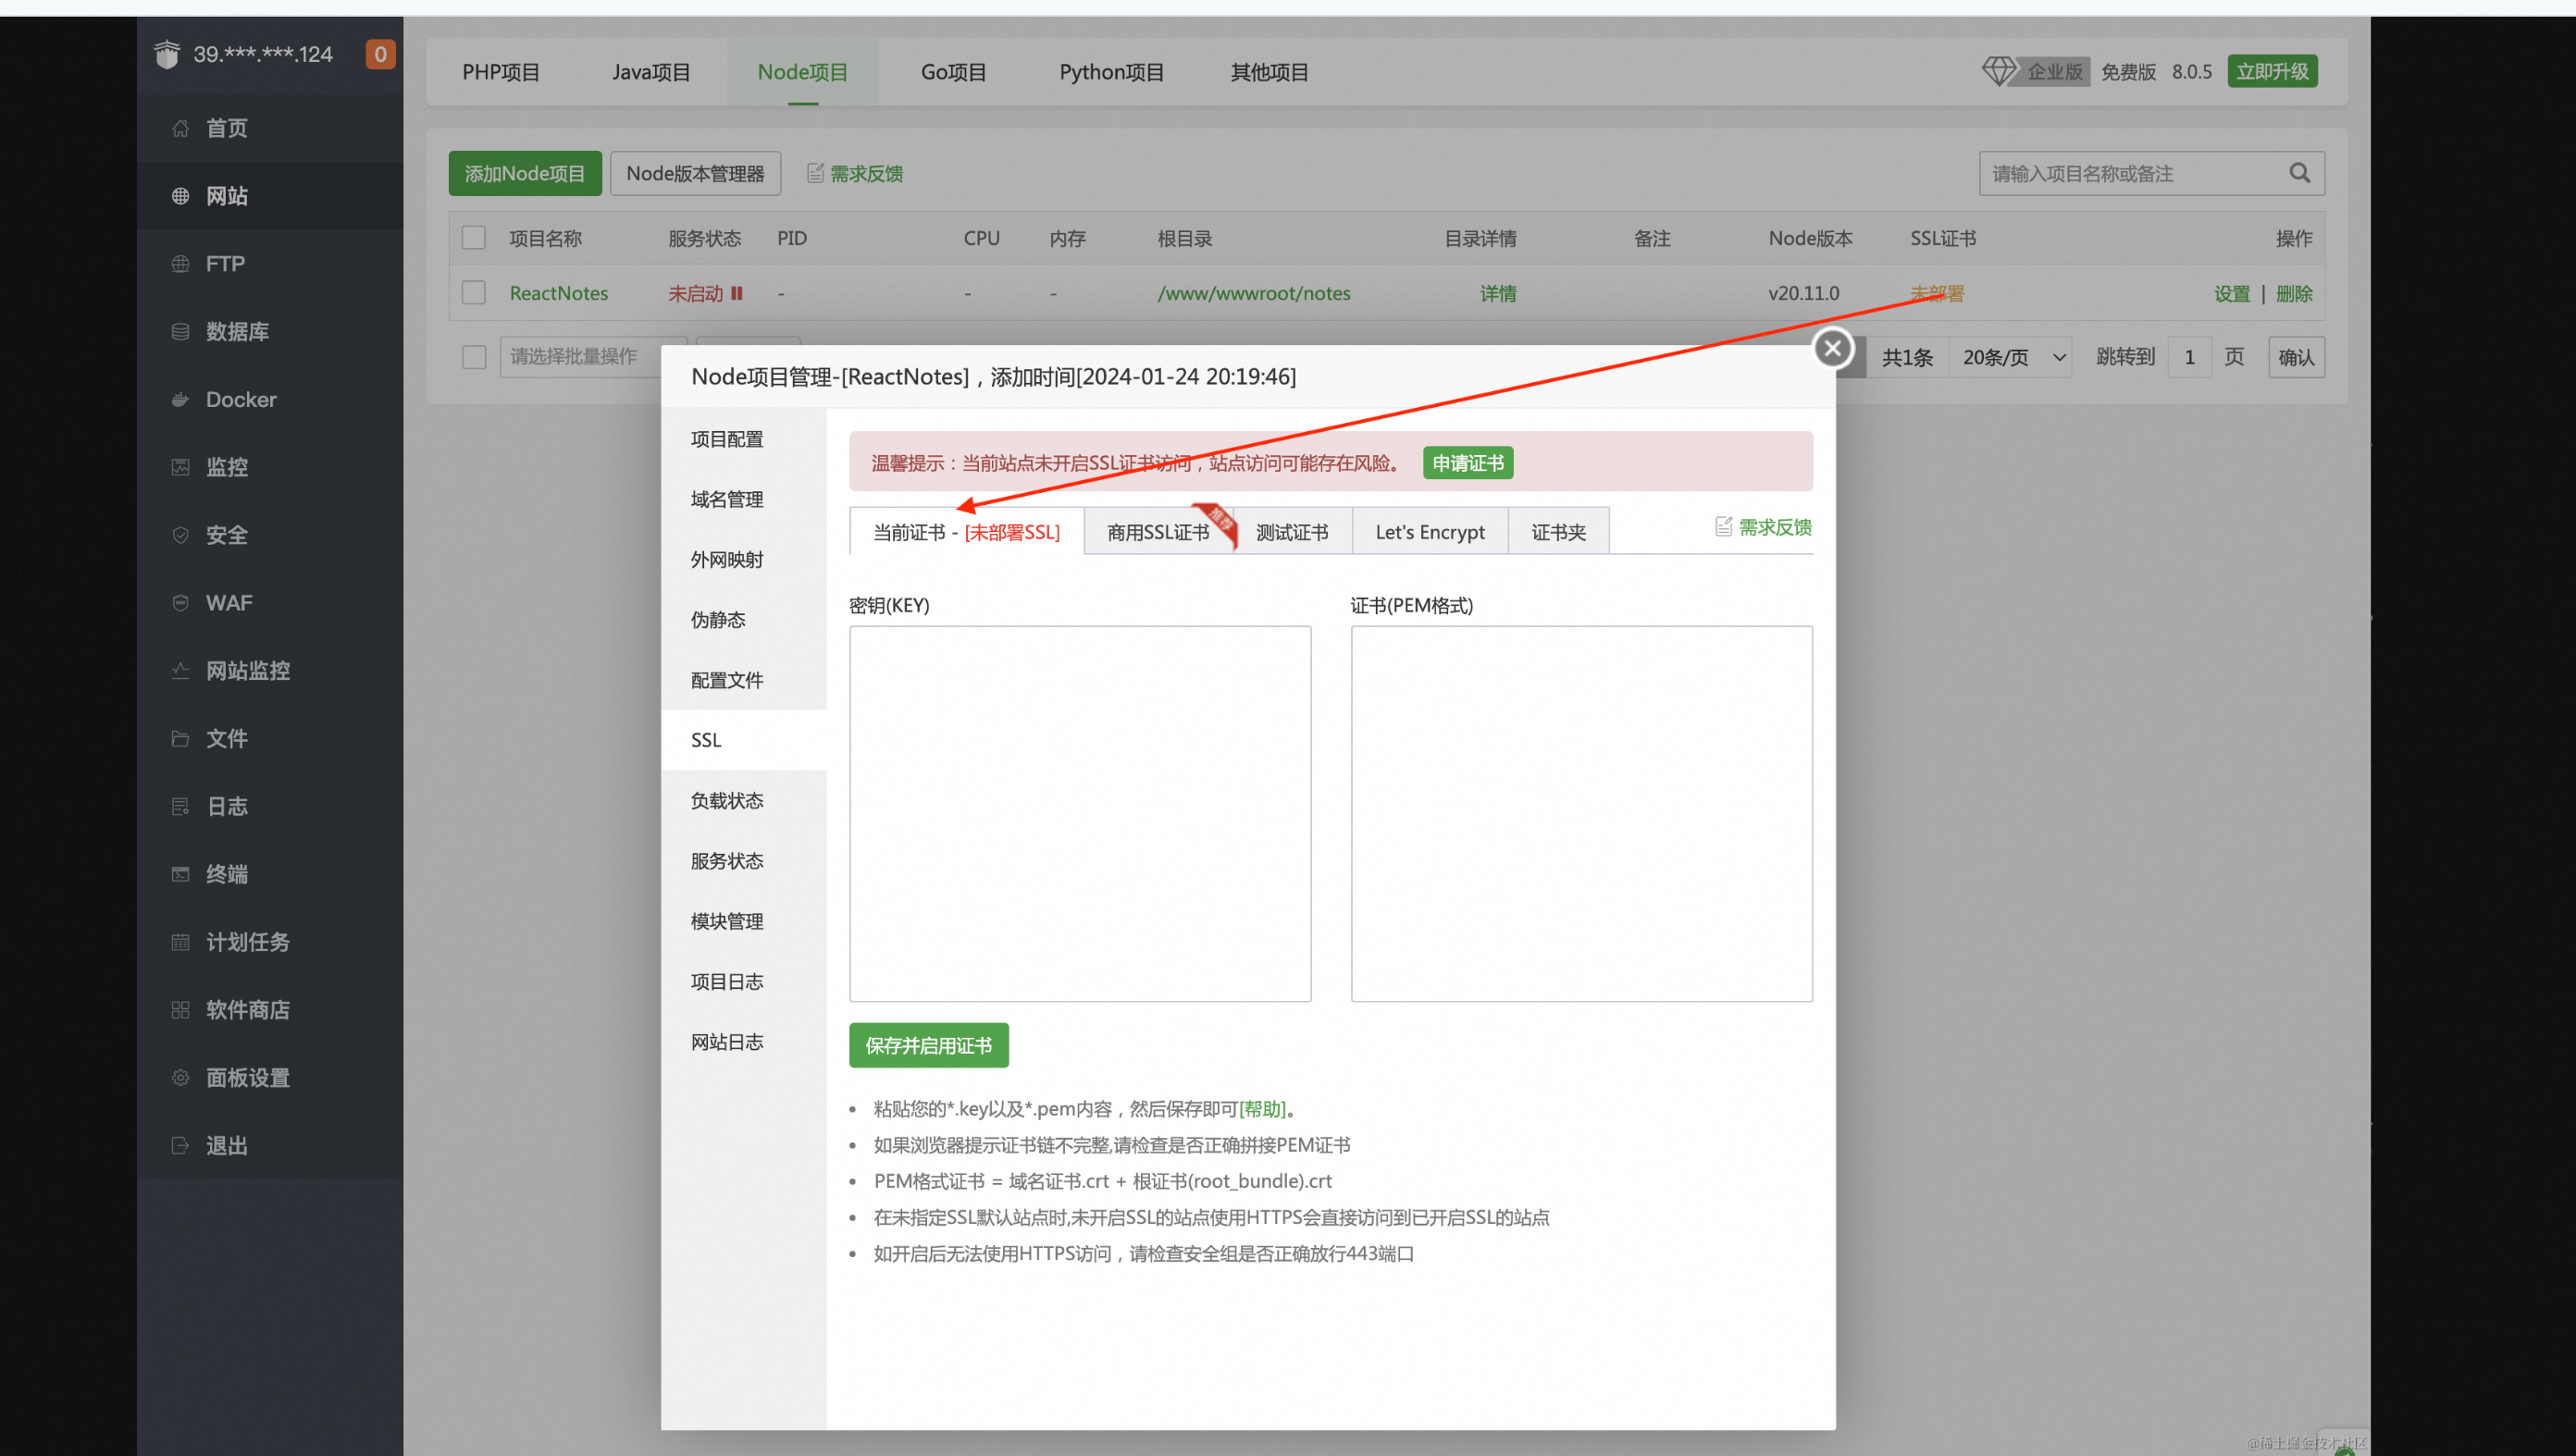 39.***.***.124 0
首页
网站
FTP
数据库
Docker
监控
安全
WAF
网站监控
文件
日志
终端
计划任务
软件商店
面板设置
退出
PHP项目 Java项目 Node项目 Go项目 Python项目 其他项目 企业版 免费版 8.0.5 立即升级
添加Node项目 Node版本管理器 需求反馈 请输入项目名称或备注
项目名称 服务状态 PID CPU 内存 根目录 目录详情 备注 Node版本 SSL证书 操作
ReactNotes 未启动 - - - /www/wwwroot/notes 详情 v20.11.0 未部署 设置 | 删除
请选择批量操作 共1条 20条/页 跳转到 1 页 确认
Node项目管理-[ReactNotes]，添加时间[2024-01-24 20:19:46]
项目配置
域名管理
外网映射
伪静态
配置文件
SSL
负载状态
服务状态
模块管理
项目日志
网站日志
温馨提示：当前站点未开启SSL证书访问，站点访问可能存在风险。 申请证书
当前证书 - [未部署SSL] 商用SSL证书 推荐 测试证书 Let's Encrypt 证书夹 需求反馈
密钥(KEY) 证书(PEM格式)
保存并启用证书
• 粘贴您的*.key以及*.pem内容，然后保存即可[帮助]。
• 如果浏览器提示证书链不完整,请检查是否正确拼接PEM证书
• PEM格式证书 = 域名证书.crt + 根证书(root_bundle).crt
• 在未指定SSL默认站点时,未开启SSL的站点使用HTTPS会直接访问到已开启SSL的站点
• 如开启后无法使用HTTPS访问，请检查安全组是否正确放行443端口
@稀土掘金技术社区